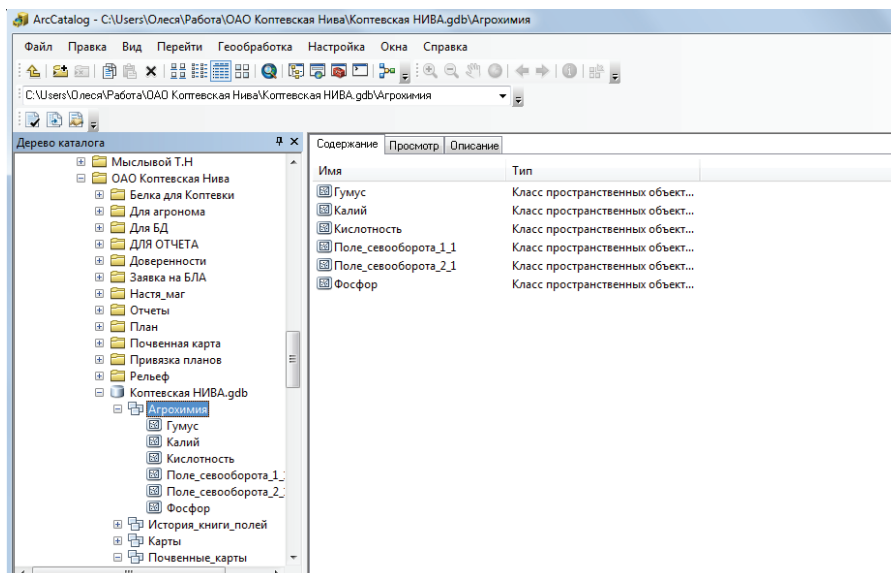 ArcCatalog - C:\Users\Олеся\Работа\ОАО Коптевская Нива\Коптевская НИВА.gdb\Агрохимия
Файл Правка Вид Перейти Геообработка Настройка Окна Справка
C:\Users\Олеся\Работа\ОАО Коптевская Нива\Коптевская НИВА.gdb\Агрохимия
Дерево каталога
Мысливой Т.Н
ОАО Коптевская Нива
Белка для Коптевки
Для агронома
Для БД
ДЛЯ ОТЧЕТА
Доверенности
Заявка на БЛА
Настя_маг
Отчеты
План
Почвенная карта
Привязка планов
Рельеф
Коптевская НИВА.gdb
Агрохимия
Гумус
Калий
Кислотность
Поле_севооборота_1_
Поле_севооборота_2_
Фосфор
История_книги_полей
Карты
Почвенные_карты
Содержание Просмотр Описание
Имя Тип
Гумус Класс пространственных объект...
Калий Класс пространственных объект...
Кислотность Класс пространственных объект...
Поле_севооборота_1_1 Класс пространственных объект...
Поле_севооборота_2_1 Класс пространственных объект...
Фосфор Класс пространственных объект...